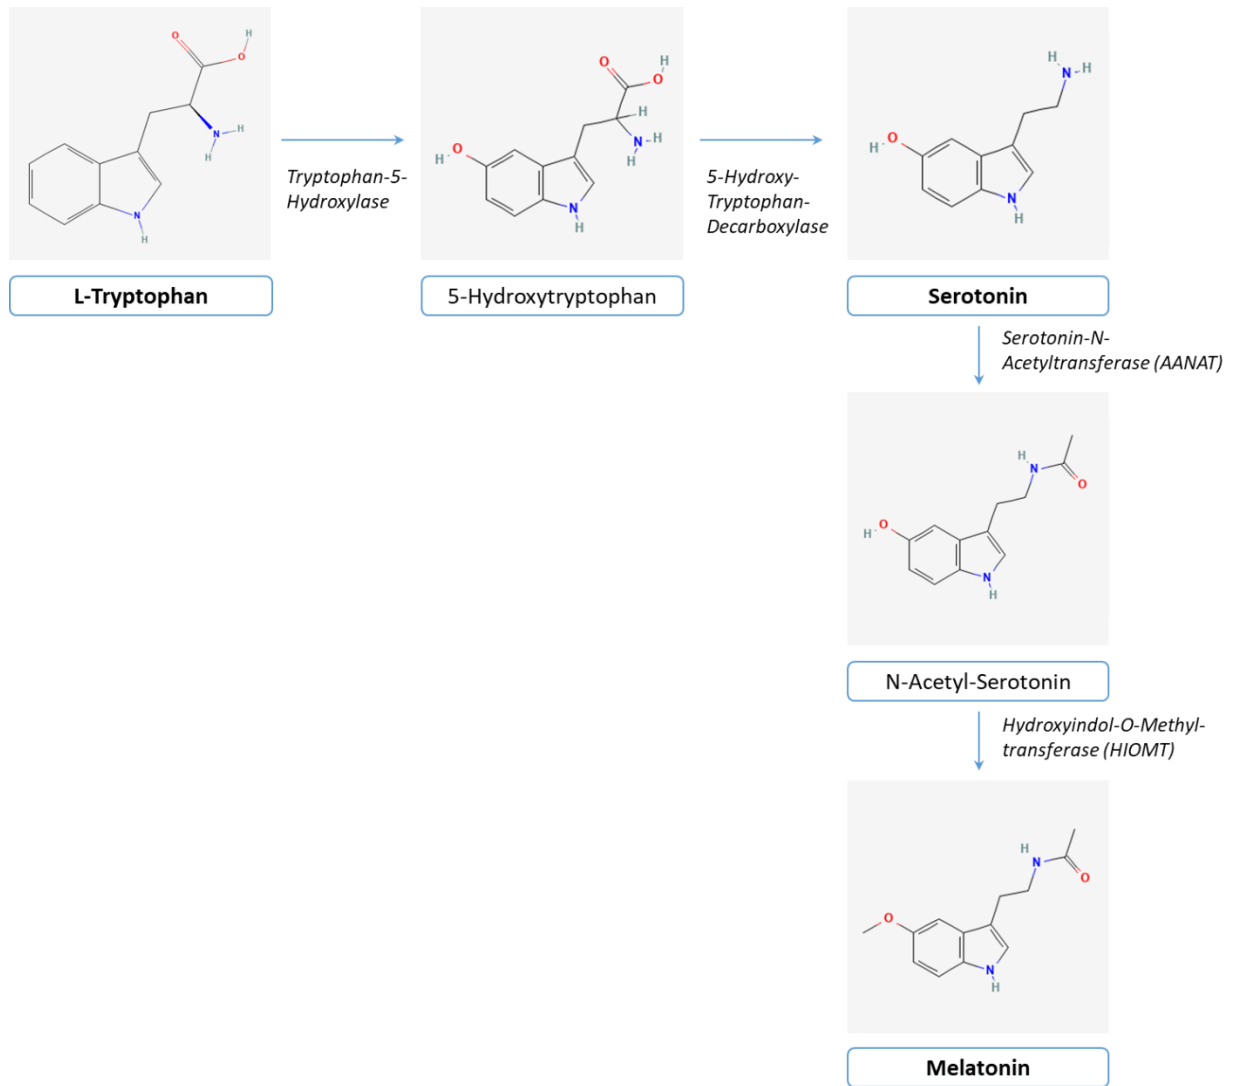 O
H
O
N
H
H
N
H
Tryptophan-5-
Hydroxylase
O
H
O
H
N
H
H
O
H
N
H
5-Hydroxy-
Tryptophan-
Decarboxylase
H
N
H
O
H
N
H
L-Tryptophan
5-Hydroxytryptophan
Serotonin
Serotonin-N-
Acetyltransferase (AANAT)
H
N
O
O
H
N
H
N-Acetyl-Serotonin
Hydroxyindol-O-Methyl-
transferase (HIOMT)
H
N
O
O
N
H
Melatonin